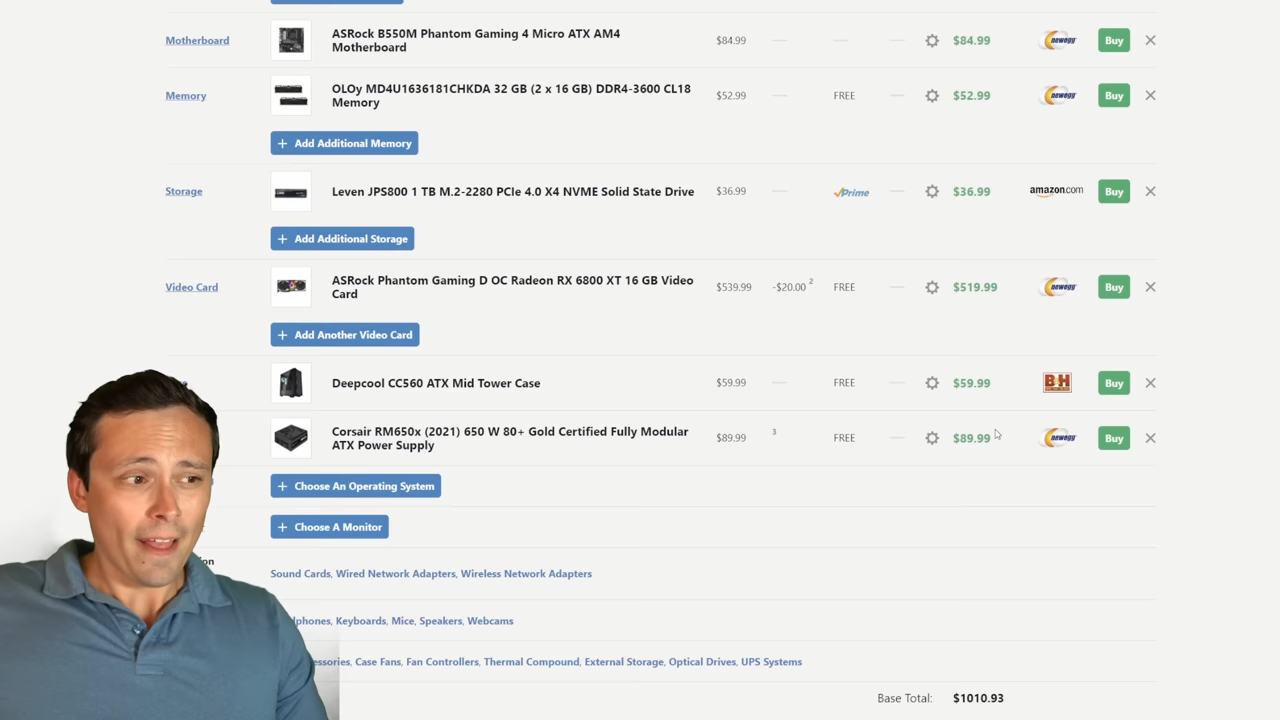 Motherboard
ASRock B550M Phantom Gaming 4 Micro ATX AM4
Motherboard
$84.99
$84.99
newegg
Buy
Memory
OLOy MD4U1636181CHKDA 32 GB (2 x 16 GB) DDR4-3600 CL18
Memory
$52.99
FREE
$52.99
newegg
Buy
+ Add Additional Memory
Storage
Leven JPS800 1 TB M.2-2280 PCIe 4.0 X4 NVME Solid State Drive
$36.99
Prime
$36.99
amazon.com
Buy
+ Add Additional Storage
Video Card
ASRock Phantom Gaming D OC Radeon RX 6800 XT 16 GB Video
Card
$539.99
-$20.00 2
FREE
$519.99
newegg
Buy
+ Add Another Video Card
Deepcool CC560 ATX Mid Tower Case
$59.99
FREE
$59.99
B&H
Buy
Corsair RM650x (2021) 650 W 80+ Gold Certified Fully Modular
ATX Power Supply
$89.99
3
FREE
$89.99
newegg
Buy
+ Choose An Operating System
+ Choose A Monitor
Sound Cards, Wired Network Adapters, Wireless Network Adapters
Keyboards, Mice, Speakers, Webcams
Case Fans, Fan Controllers, Thermal Compound, External Storage, Optical Drives, UPS Systems
Base Total: $1010.93